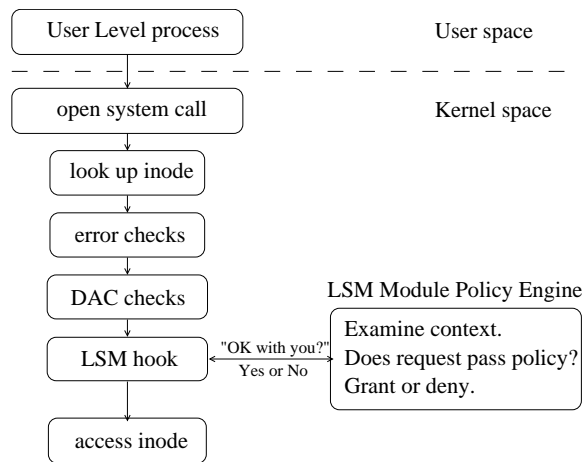 User Level process
User space
open system call
Kernel space
look up inode
error checks
DAC checks
LSM Module Policy Engine
Examine context.
Does request pass policy?
Grant or deny.
LSM hook
"OK with you?"
Yes or No
access inode